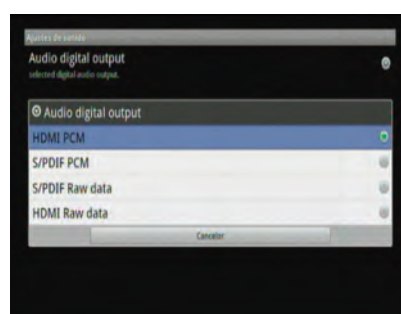 Ajustes de sonido
Audio digital output
selected digital audio output.
Audio digital output
HDMI PCM
S/PDIF PCM
S/PDIF Raw data
HDMI Raw data
Cancelar